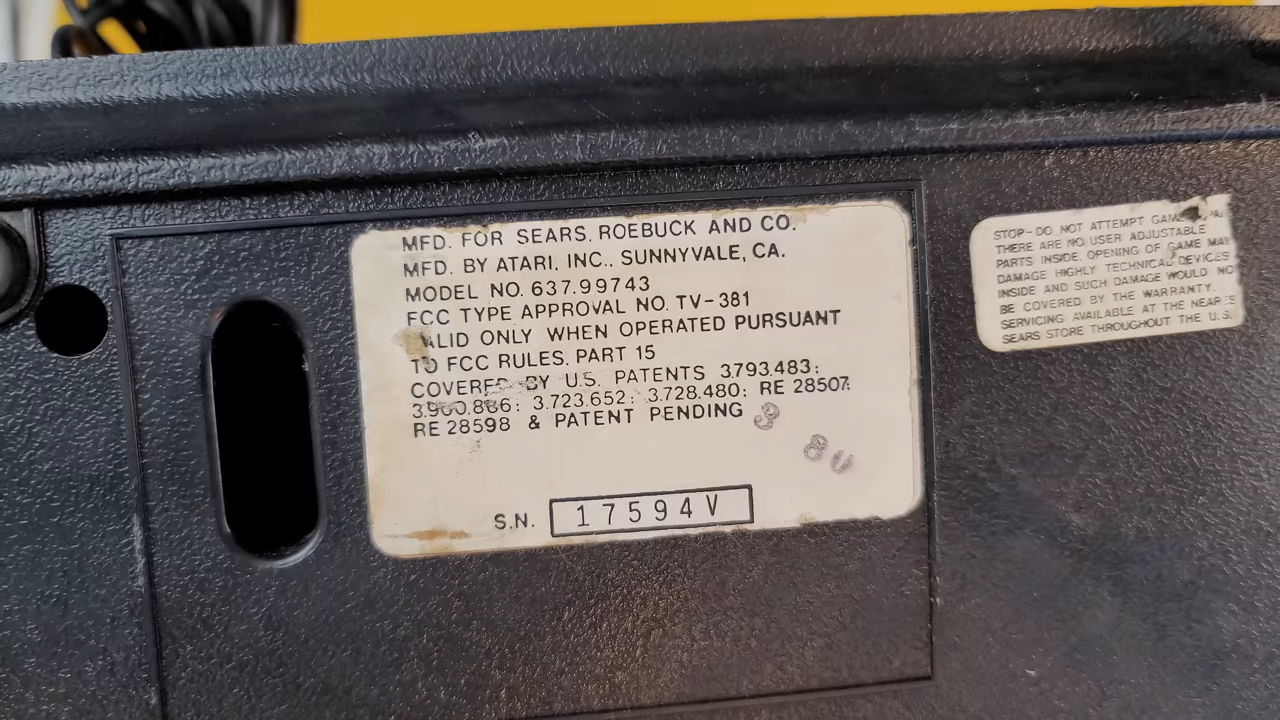 MFD. FOR SEARS, ROEBUCK AND CO.
MFD. BY ATARI, INC., SUNNYVALE, CA.
MODEL NO. 637.99743
FCC TYPE APPROVAL NO. TV-381
VALID ONLY WHEN OPERATED PURSUANT
TO FCC RULES, PART 15
COVERED BY U.S. PATENTS 3,793,483;
3,723,652; 3,728,480; RE 28507;
RE 28598 & PATENT PENDING
S.N. 17594V
STOP-DO NOT ATTEMPT GAME
THERE ARE NO USER ADJUSTABLE
PARTS INSIDE. OPENING OF GAME MAY
DAMAGE HIGHLY TECHNICAL DEVICES
INSIDE AND SUCH DAMAGE WOULD NOT
BE COVERED BY THE WARRANTY.
SERVICING AVAILABLE AT THE
SEARS STORE THROUGHOUT THE U.S.